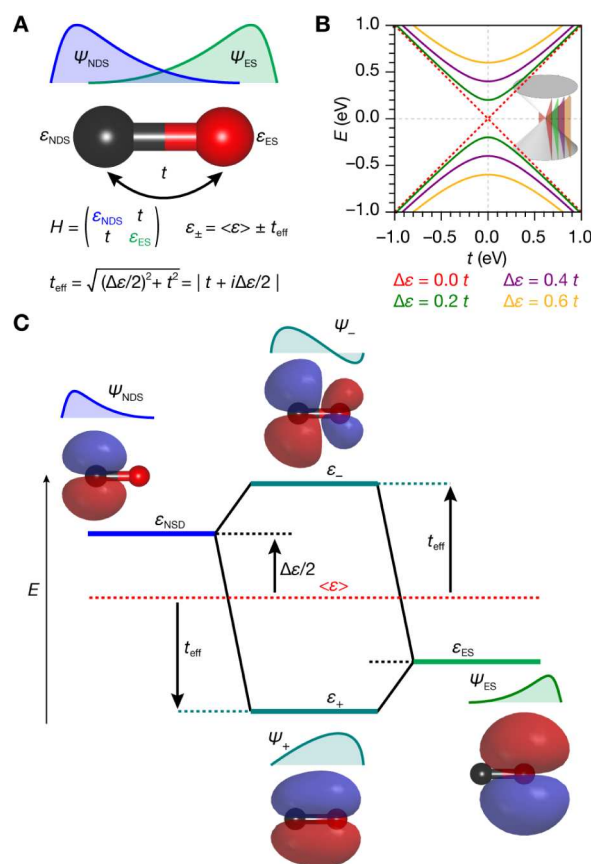 A
ΨNDS
ΨES
εNDS
εES
t
H = (εNDS t
t εES)
ε± = <ε> ± teff
teff = √(Δε/2)²+ t² = | t + iΔε/2 |
B
1.0
0.5
0.0
−0.5
−1.0
E (eV)
−1.0 −0.5 0.0 0.5 1.0
t (eV)
Δε = 0.0 t Δε = 0.4 t
Δε = 0.2 t Δε = 0.6 t
C
Ψ−
ΨNDS
ε−
εNSD
teff
Δε/2
E
<ε>
teff
εES
ε+
ΨES
Ψ+